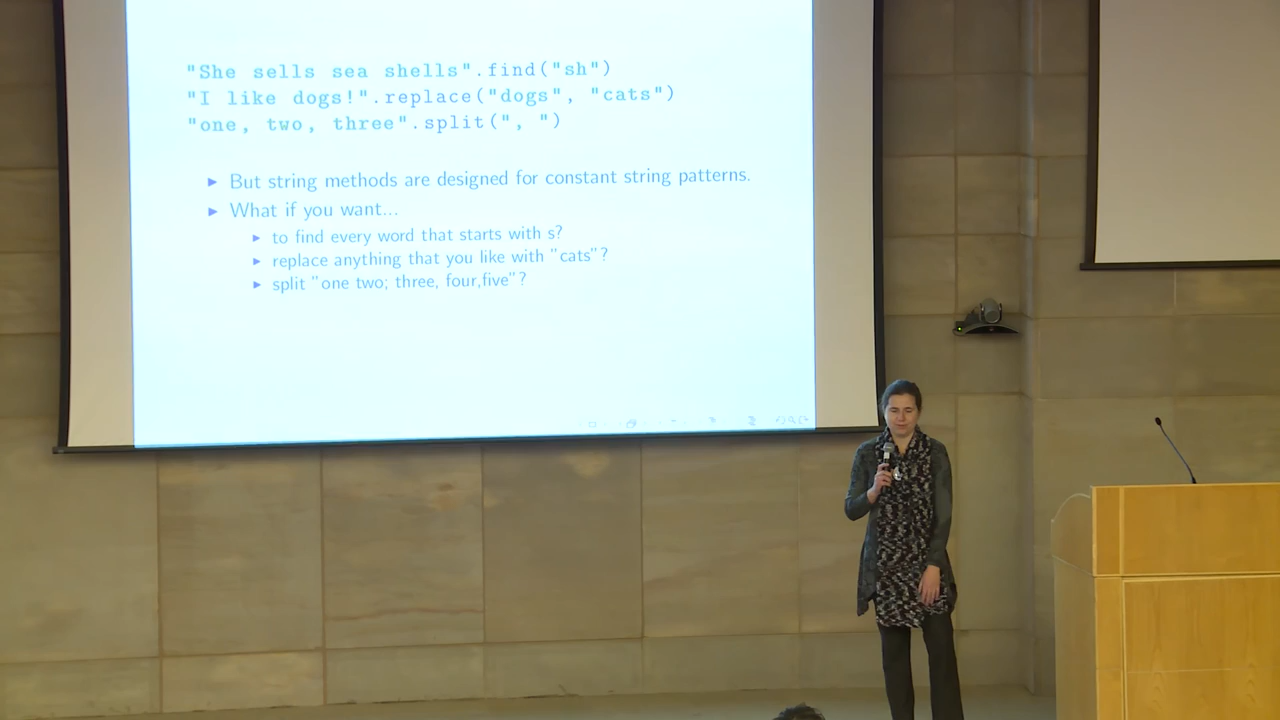 "She sells sea shells".find("sh")
"I like dogs!".replace("dogs", "cats")
"one, two, three".split(", ")
But string methods are designed for constant string patterns.
What if you want...
to find every word that starts with s?
replace anything that you like with "cats"?
split "one two; three, four,five"?